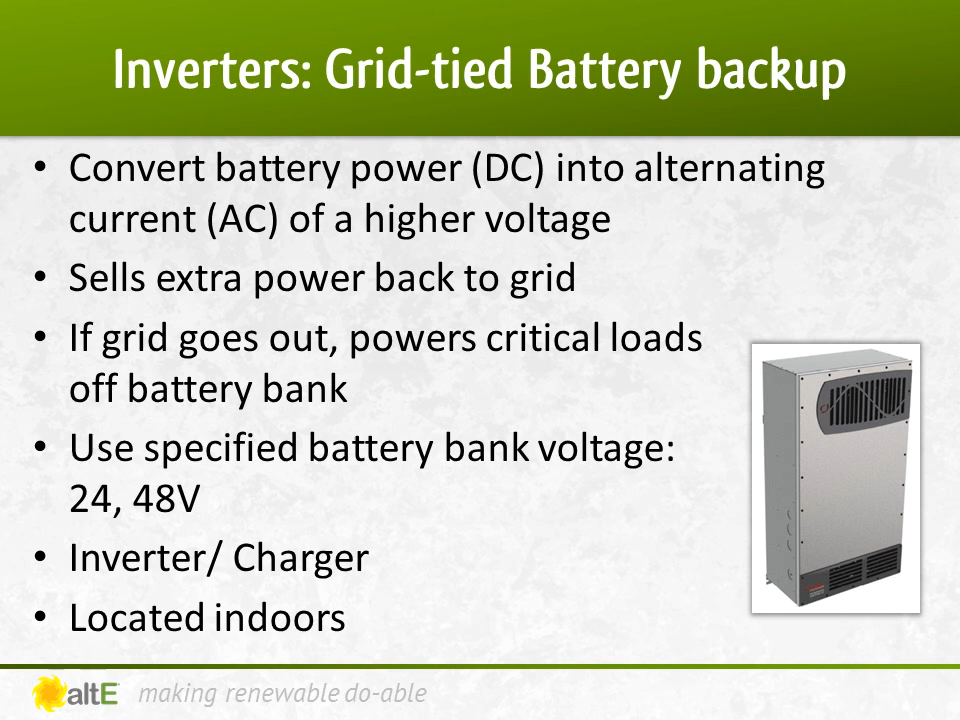 Inverters: Grid-tied Battery backup
• Convert battery power (DC) into alternating
current (AC) of a higher voltage
• Sells extra power back to grid
• If grid goes out, powers critical loads
off battery bank
• Use specified battery bank voltage:
24, 48V
• Inverter/ Charger
• Located indoors
altE making renewable do-able